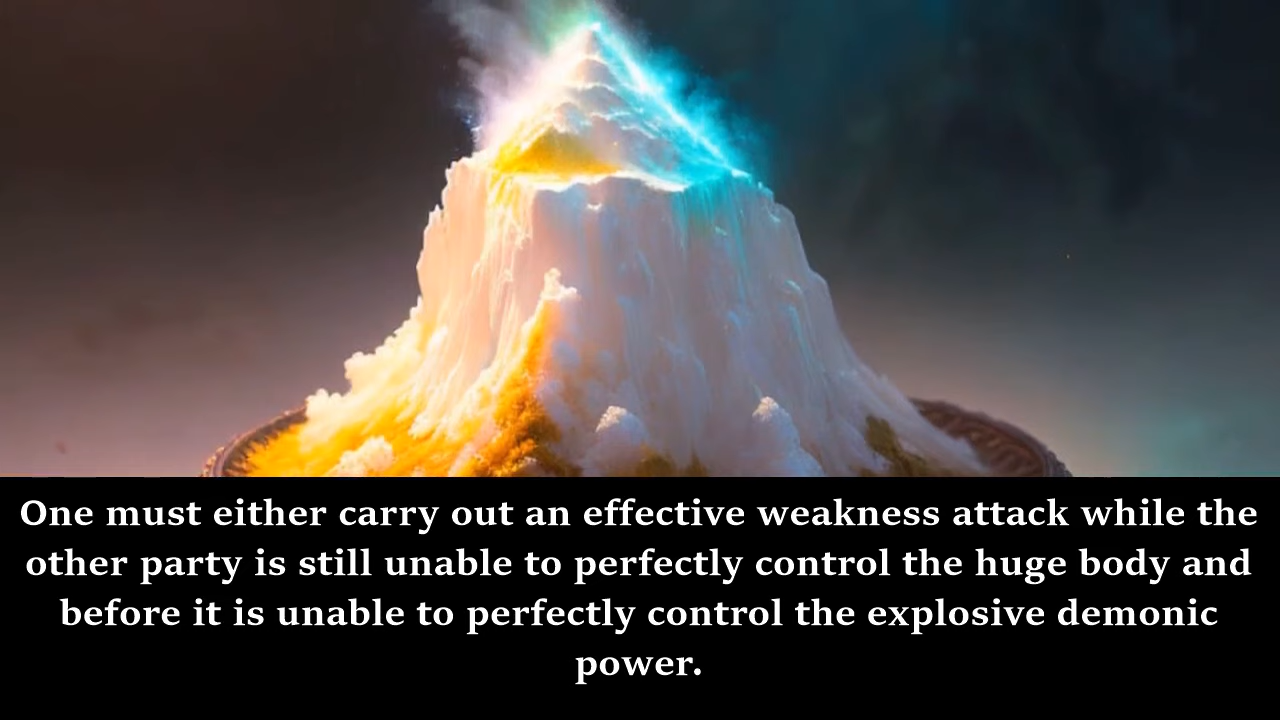 One must either carry out an effective weakness attack while the
other party is still unable to perfectly control the huge body and
before it is unable to perfectly control the explosive demonic
power.